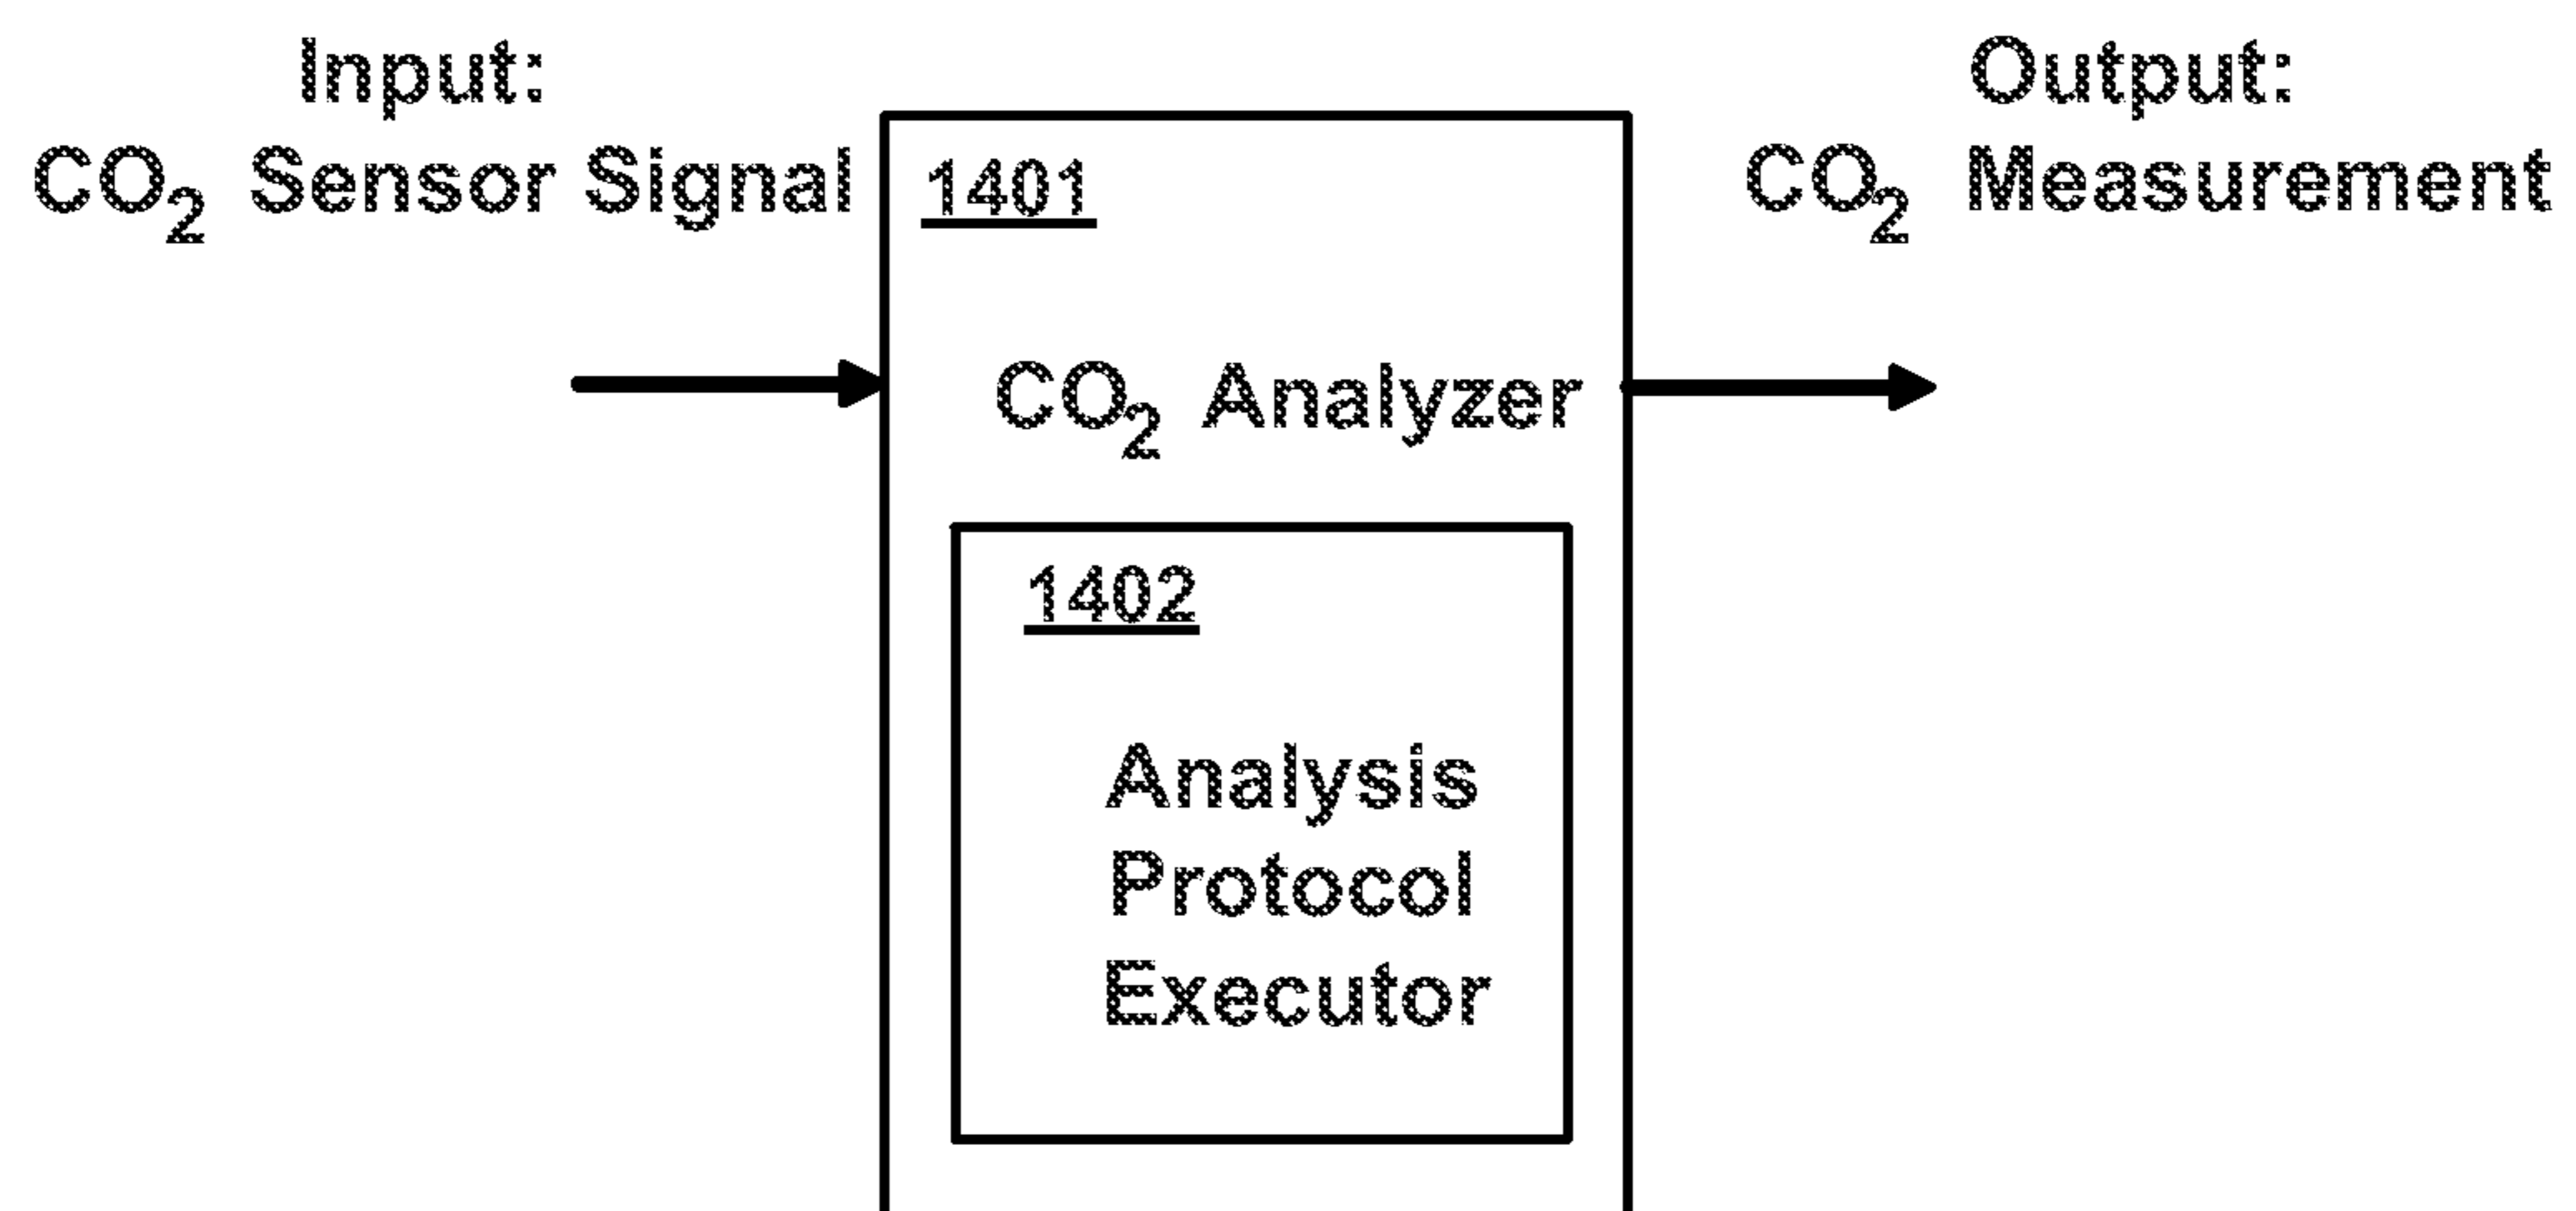 Input:
CO₂ Sensor Signal
1401
CO₂ Analyzer
1402
Analysis
Protocol
Executor
Output:
CO₂ Measurement